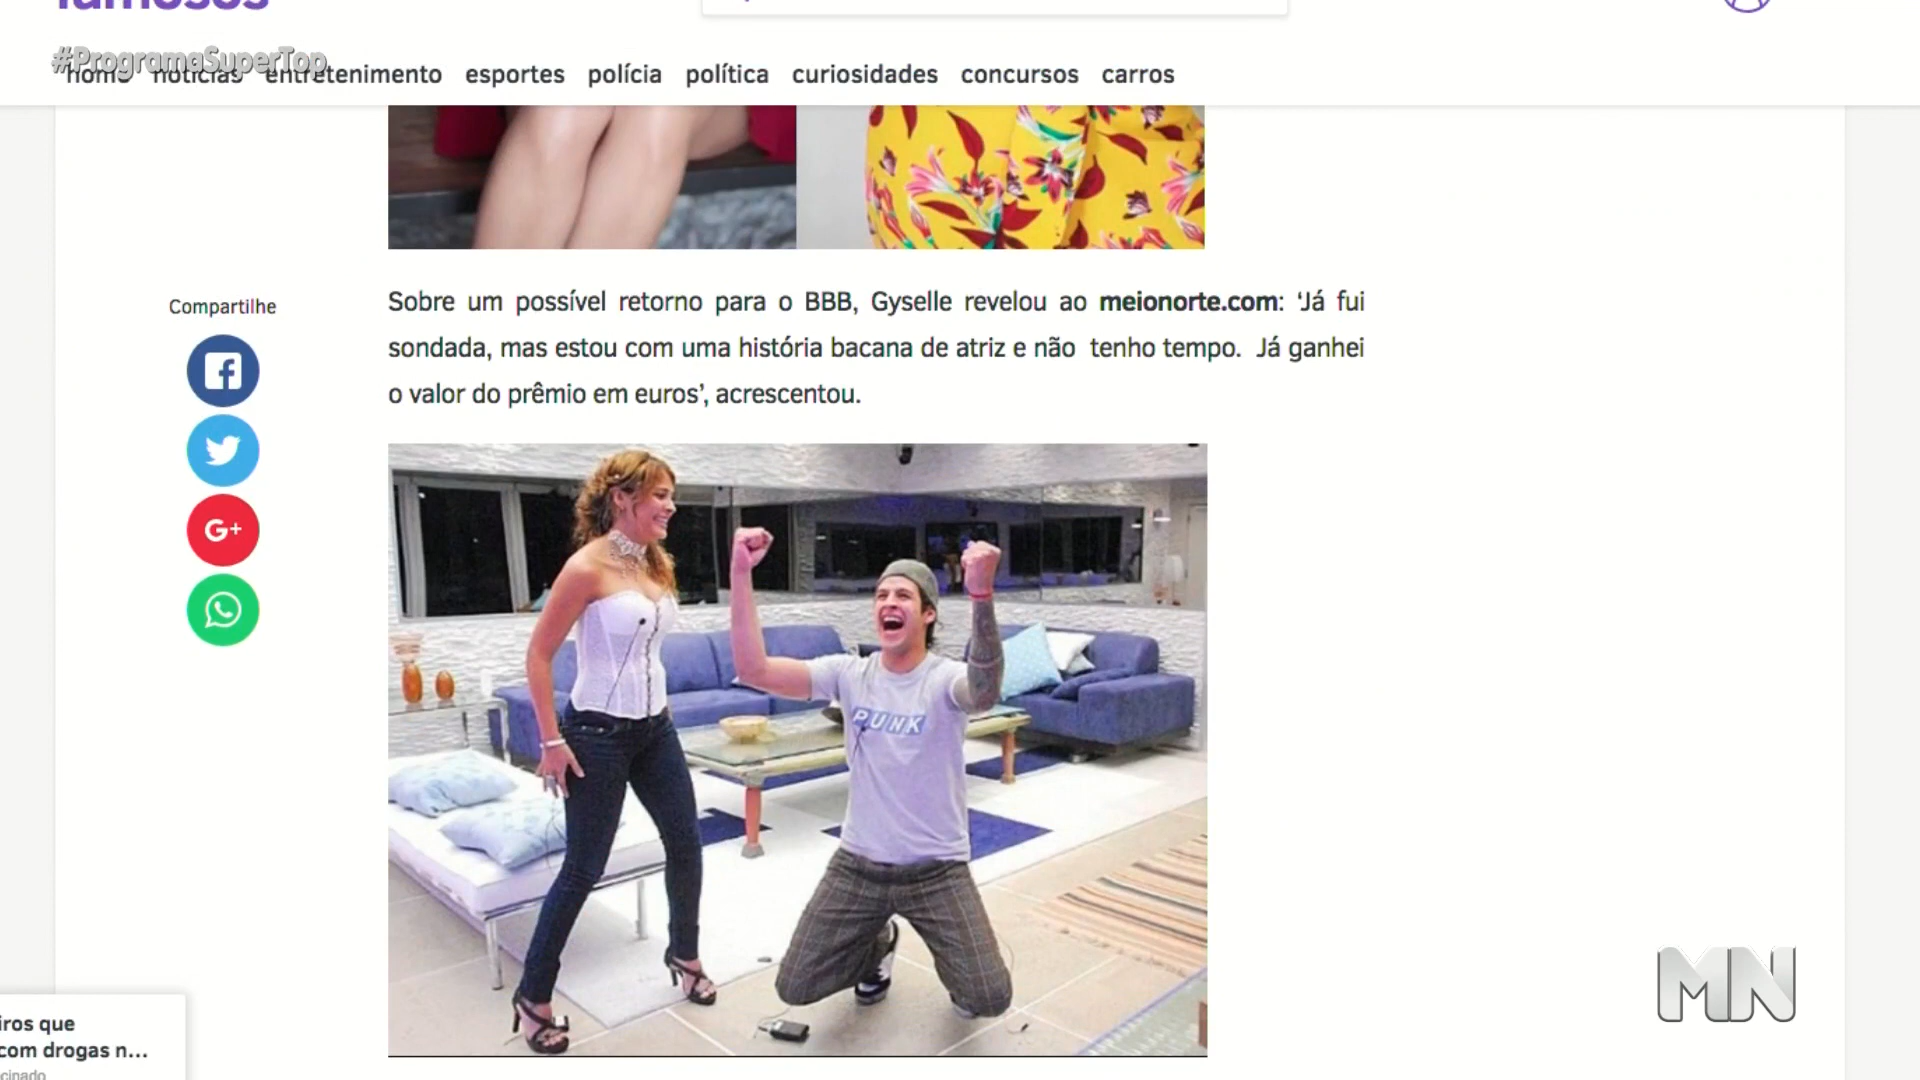 famosos
#ProgramaSuperTop
home notícias entretenimento esportes polícia política curiosidades concursos carros
Compartilhe
Sobre um possível retorno para o BBB, Gyselle revelou ao meionorte.com: ‘Já fui
sondada, mas estou com uma história bacana de atriz e não tenho tempo. Já ganhei
o valor do prêmio em euros’, acrescentou.
G+
PUNK
MN
iros que
com drogas n...
cinado